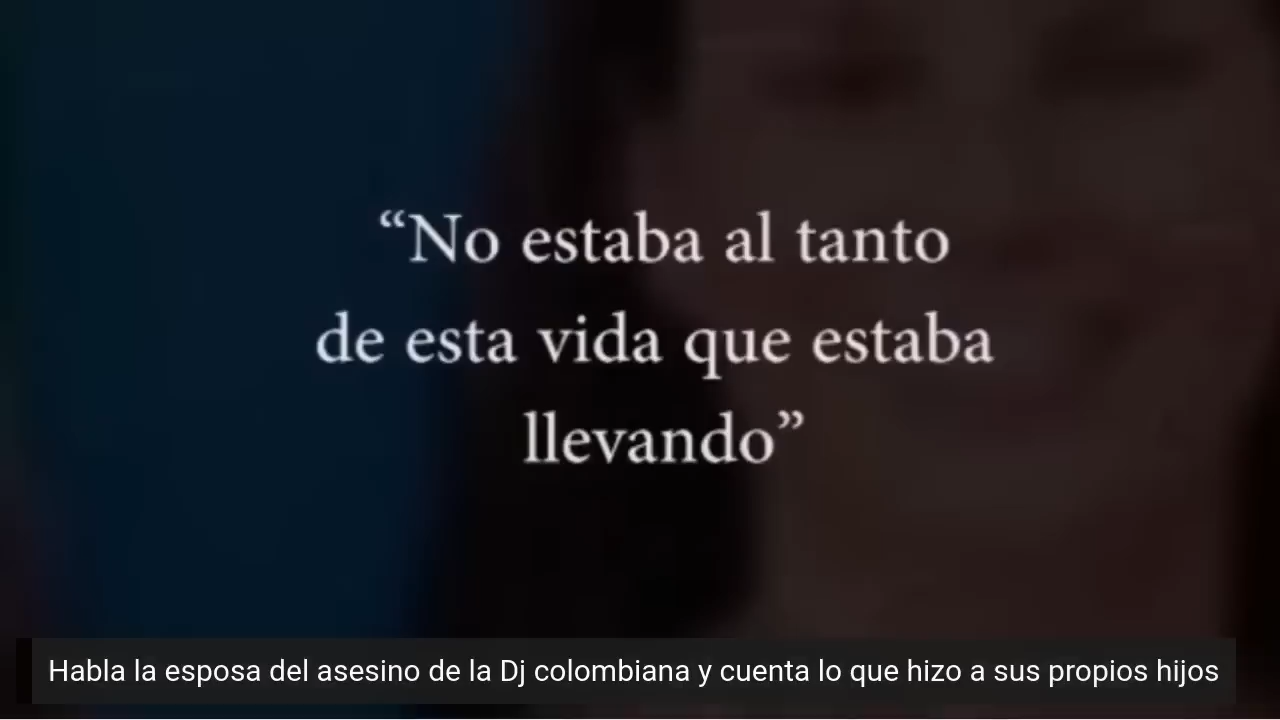 “No estaba al tanto
de esta vida que estaba
llevando”
Habla la esposa del asesino de la Dj colombiana y cuenta lo que hizo a sus propios hijos